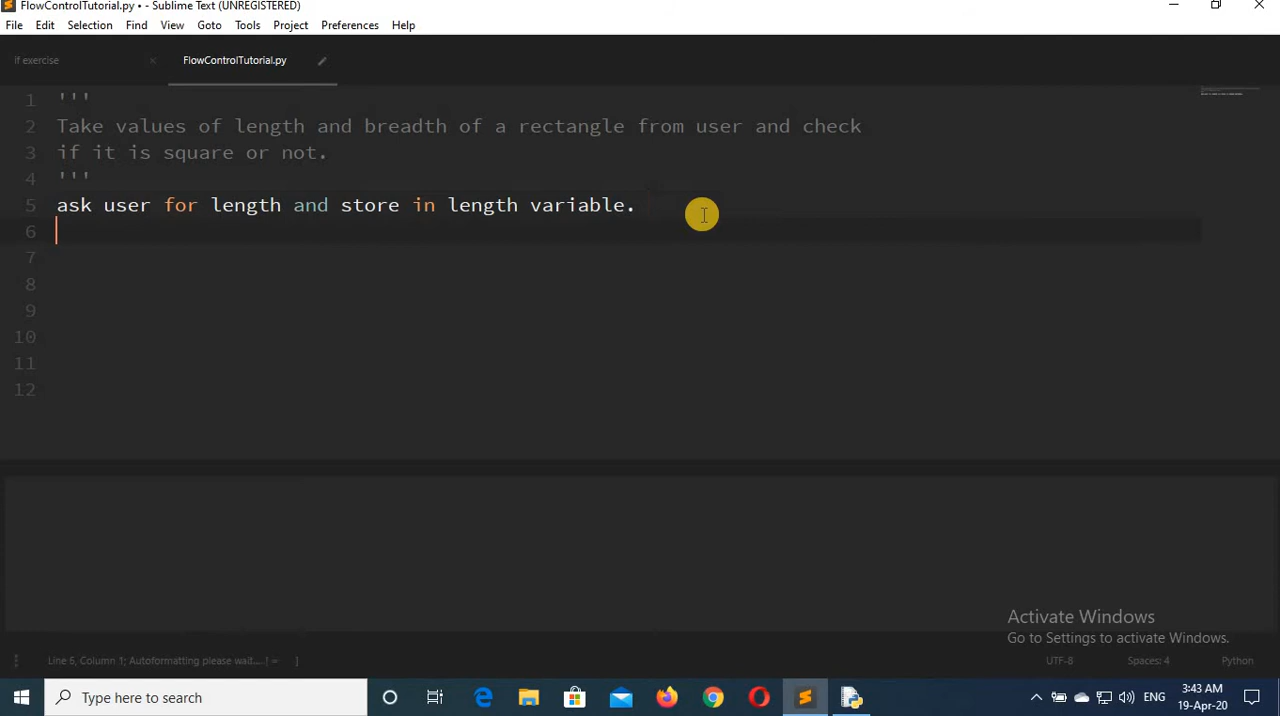 FlowControlTutorial.py • - Sublime Text (UNREGISTERED)
File Edit Selection Find View Goto Tools Project Preferences Help
If exercise FlowControlTutorial.py
1 '''
2 Take values of length and breadth of a rectangle from user and check
3 if it is square or not.
4 '''
5 ask user for length and store in length variable.
6
7
8
9
10
11
12
Activate Windows
Go to Settings to activate Windows.
Line 6, Column 1; Autoformatting please wait....! = ] UTF-8 Spaces: 4 Python
Type here to search ENG 3:43 AM
19-Apr-20